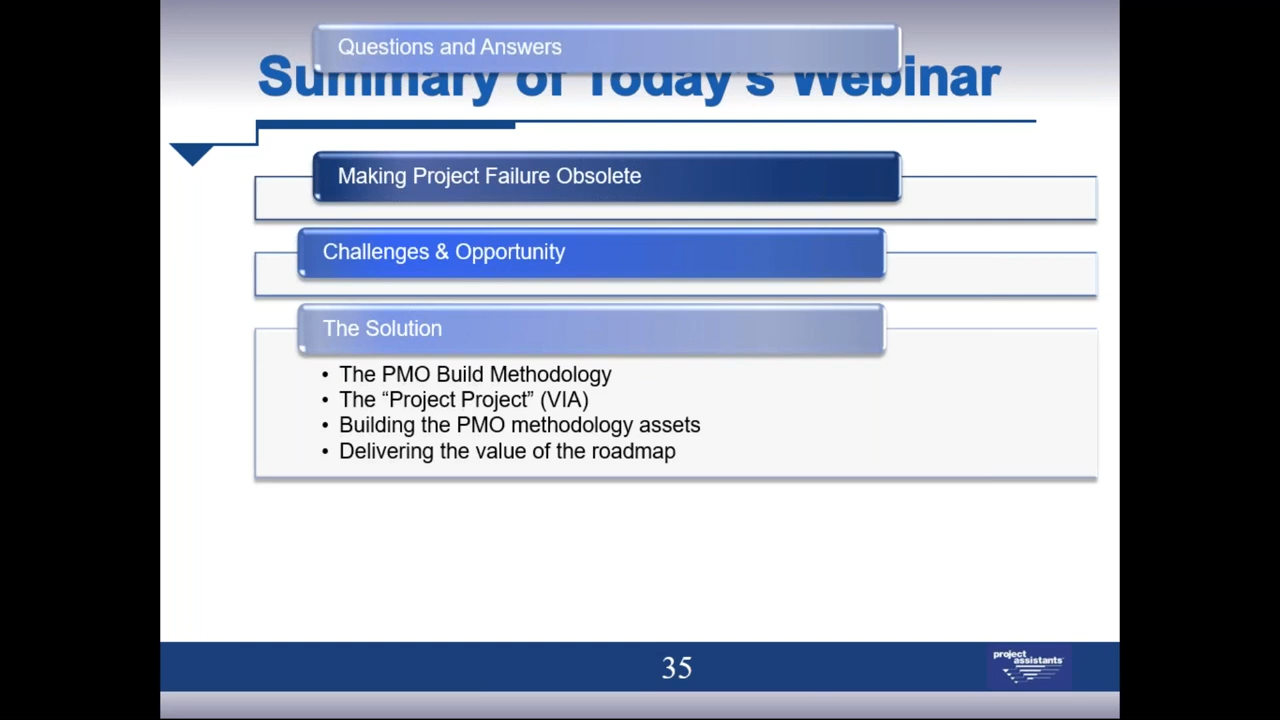 Questions and Answers
Summary of Today's Webinar
Making Project Failure Obsolete
Challenges & Opportunity
The Solution
• The PMO Build Methodology
• The “Project Project” (VIA)
• Building the PMO methodology assets
• Delivering the value of the roadmap
35
project
assistants